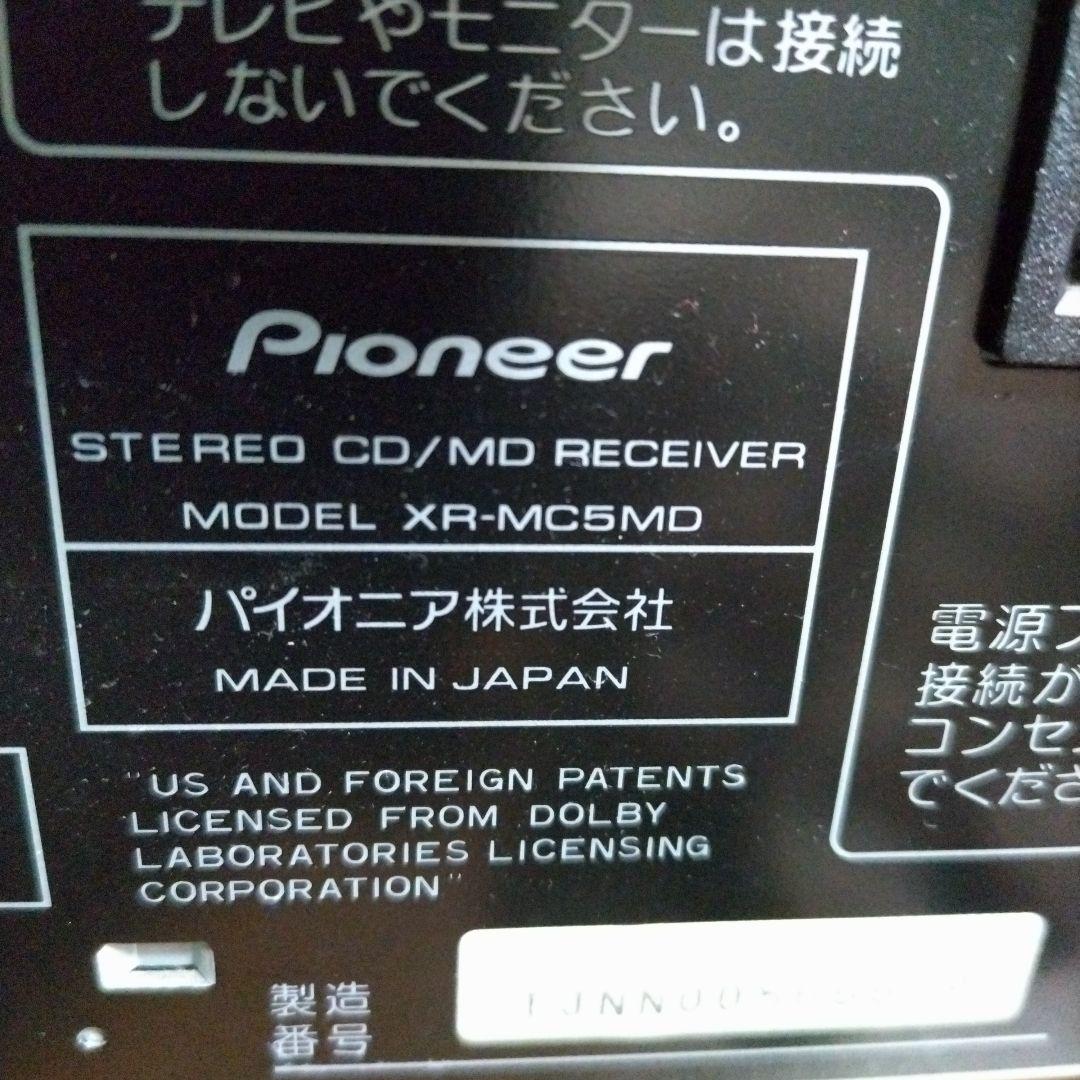 テレビやモニターは接続
しないでください。
Pioneer
STEREO CD/MD RECEIVER
MODEL XR-MC5MD
パイオニア株式会社
MADE IN JAPAN
"US AND FOREIGN PATENTS
LICENSED FROM DOLBY
LABORATORIES LICENSING
CORPORATION"
電源
接続が
コンセ
でくださ
製造
番号